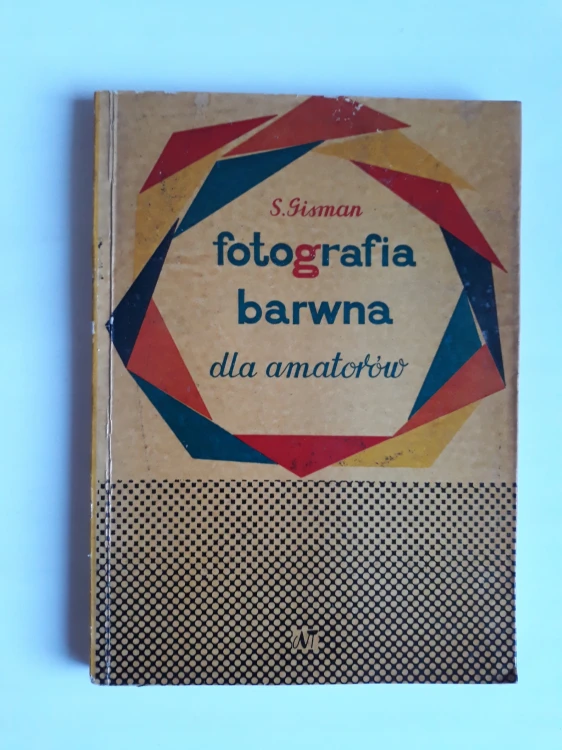 S. Gisman
fotografia
barwna
dla amatorów